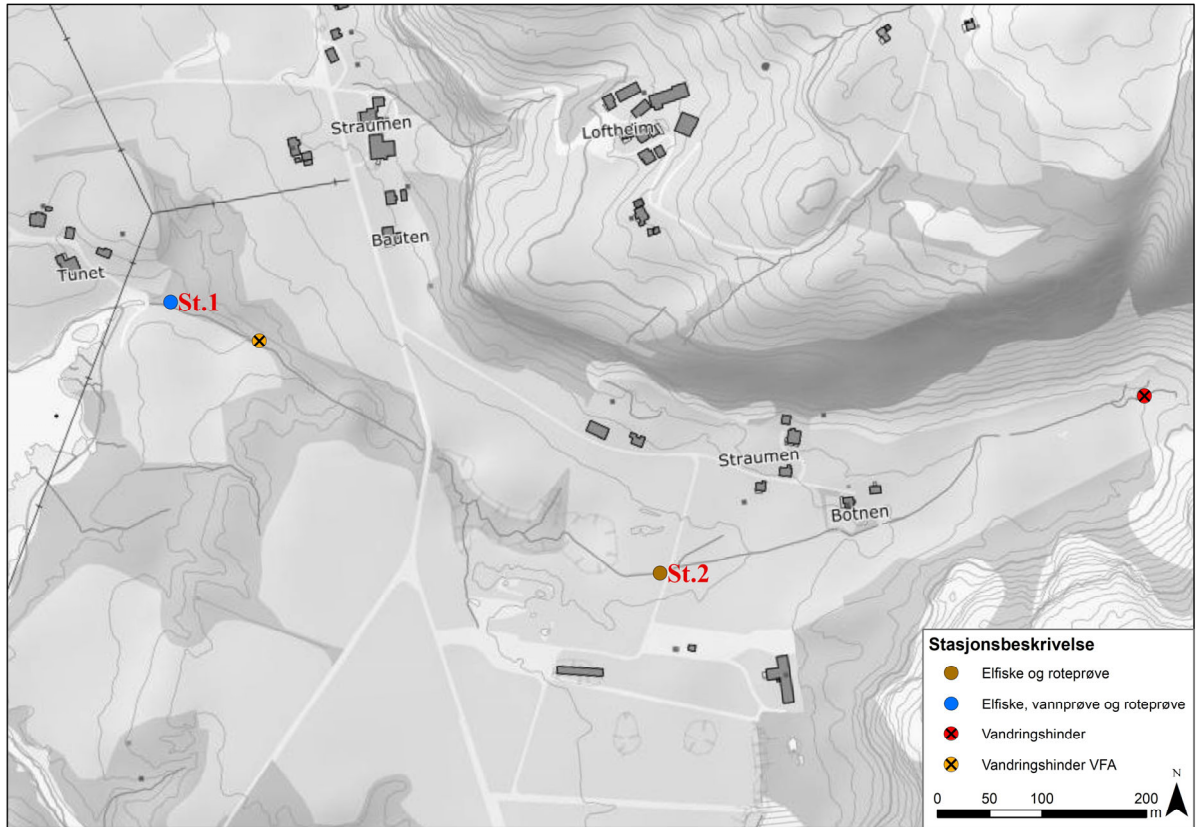 Straumen
Loftheim
Bauten
Tunet
St.1
Straumen
Botnen
St.2
Stasjonsbeskrivelse
Elfiske og roteprøve
Elfiske, vannprøve og roteprøve
Vandringshinder
Vandringshinder VFA
N
0 50 100 200
m